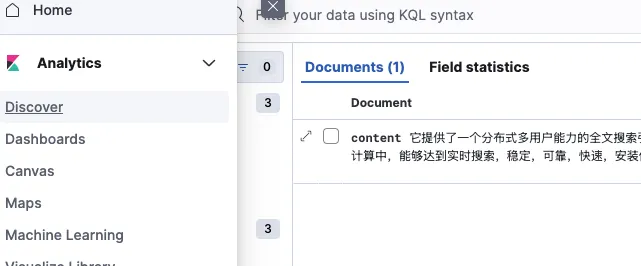 Home
Filter your data using KQL syntax
Analytics
0
Documents (1) Field statistics
Discover
3
Document
Dashboards
content 它提供了一个分布式多用户能力的全文搜索
计算中，能够达到实时搜索，稳定，可靠，快速，安装
Canvas
Maps
Machine Learning
3
Visualize Library